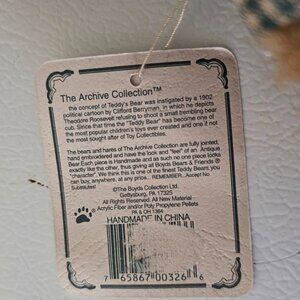 The Archive Collection™
the concept of Teddy's Bear was instigated by a 1902
political cartoon by Clifford Berryman, in which he depicts
Theodore Roosevelt refusing to shoot a small trembling bear
cub. Since that time the "Teddy Bear" has become one of
the most popular children's toys ever created and one if not
the most sought after of Toy Collectibles.
The bears and hares of The Archive Collection are fully jointed,
hand embroidered and have the look and "feel" of an Antique
Bear. Each piece is Handmade and as such no one piece looks
exactly like the other, thus giving all Boyds Bears & Friends ®
"character". We think this is one of the finest Teddy Bears you
can buy, anywhere, at any price... REMEMBER...Accept No
Substitutes!
©The Boyds Collection Ltd.
Gettysburg, PA 17325
All Rights Reserved. All New Material
Acrylic Fiber and/or Poly Propylene Pellets
PA & OH 1364
HANDMADE IN CHINA
7 65867 00326 6